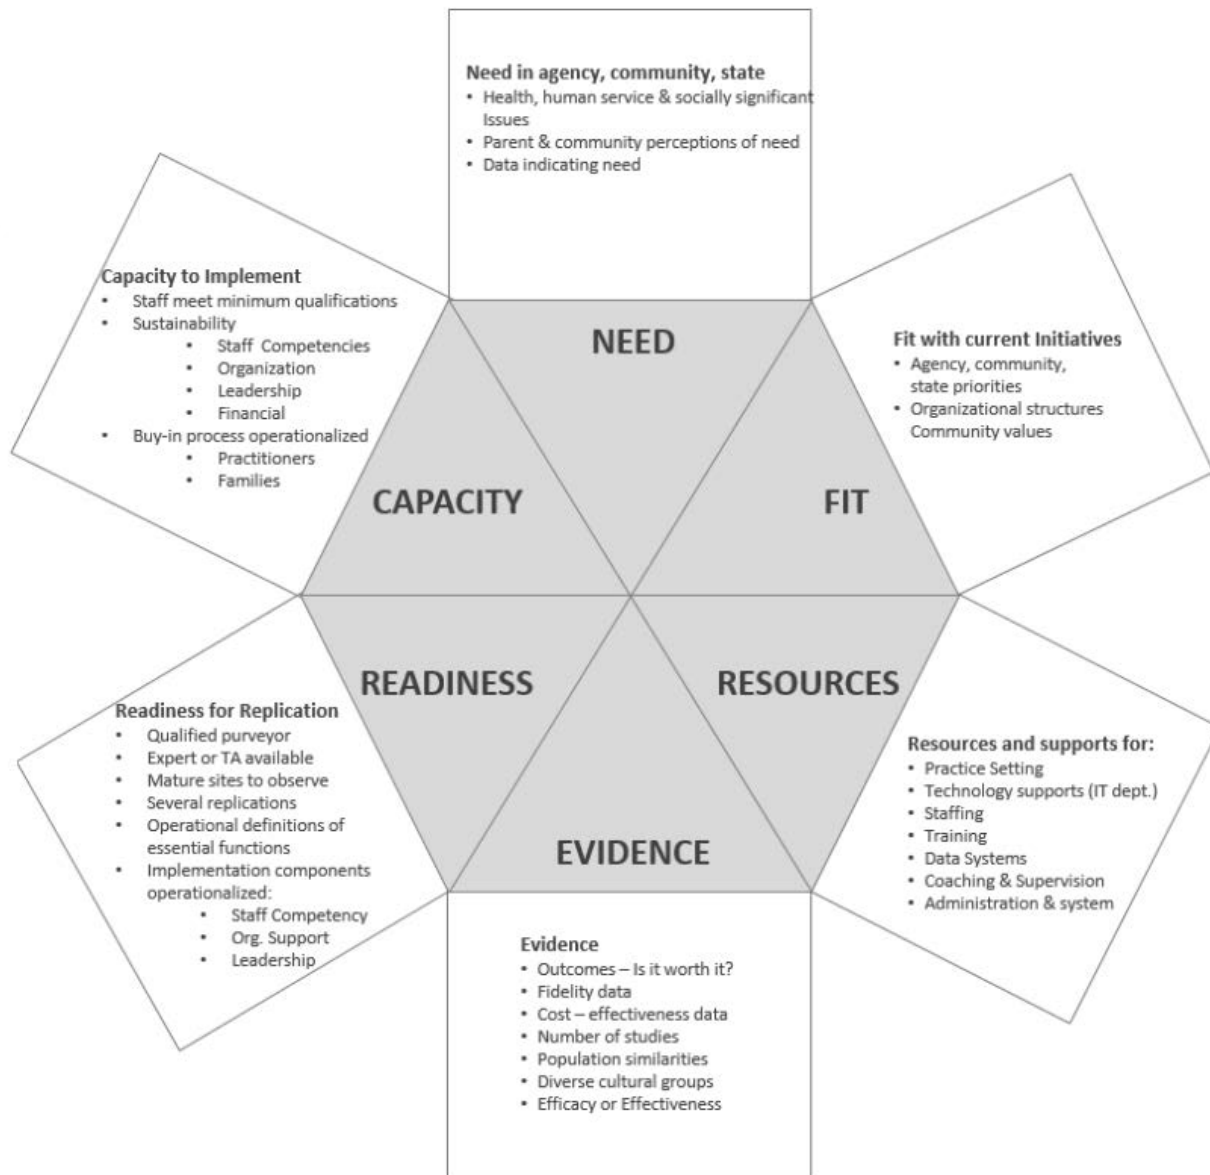 Need in agency, community, state
• Health, human service & socially significant
Issues
• Parent & community perceptions of need
• Data indicating need
Capacity to Implement
• Staff meet minimum qualifications
• Sustainability
• Staff Competencies
• Organization
• Leadership
• Financial
• Buy-in process operationalized
• Practitioners
• Families
NEED
Fit with current Initiatives
• Agency, community,
state priorities
• Organizational structures
Community values
CAPACITY
FIT
READINESS
RESOURCES
EVIDENCE
Readiness for Replication
• Qualified purveyor
• Expert or TA available
• Mature sites to observe
• Several replications
• Operational definitions of
essential functions
• Implementation components
operationalized:
• Staff Competency
• Org. Support
• Leadership
Resources and supports for:
• Practice Setting
• Technology supports (IT dept.)
• Staffing
• Training
• Data Systems
• Coaching & Supervision
• Administration & system
Evidence
• Outcomes – Is it worth it?
• Fidelity data
• Cost – effectiveness data
• Number of studies
• Population similarities
• Diverse cultural groups
• Efficacy or Effectiveness